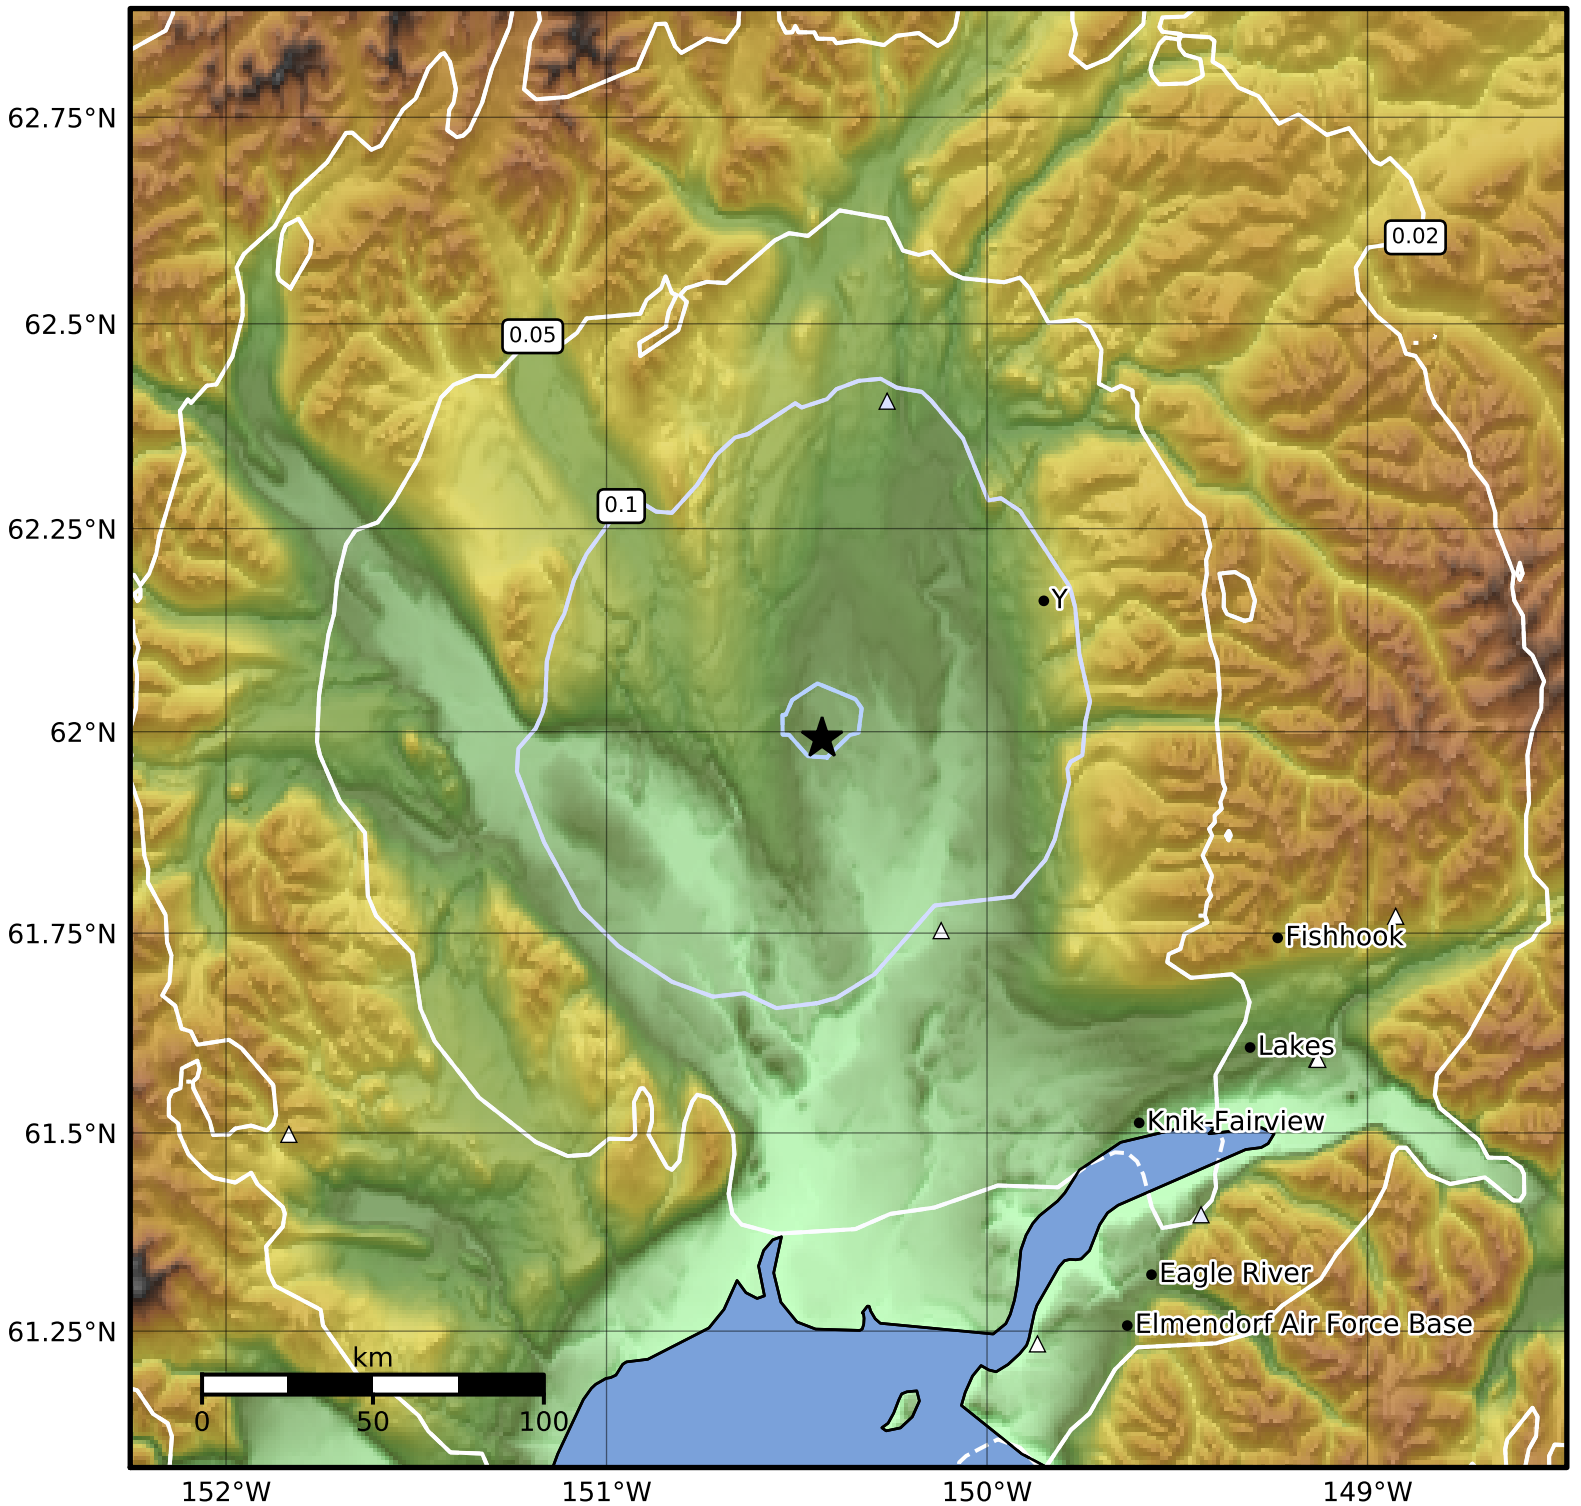 62.75°N
0.02
62.5°N
0.05
0.1
62.25°N
Y
62°N
61.75°N
Fishhook
Lakes
61.5°N
Knik-Fairview
Eagle River
61.25°N
Elmendorf Air Force Base
km
0 50 100
152°W 151°W 150°W 149°W